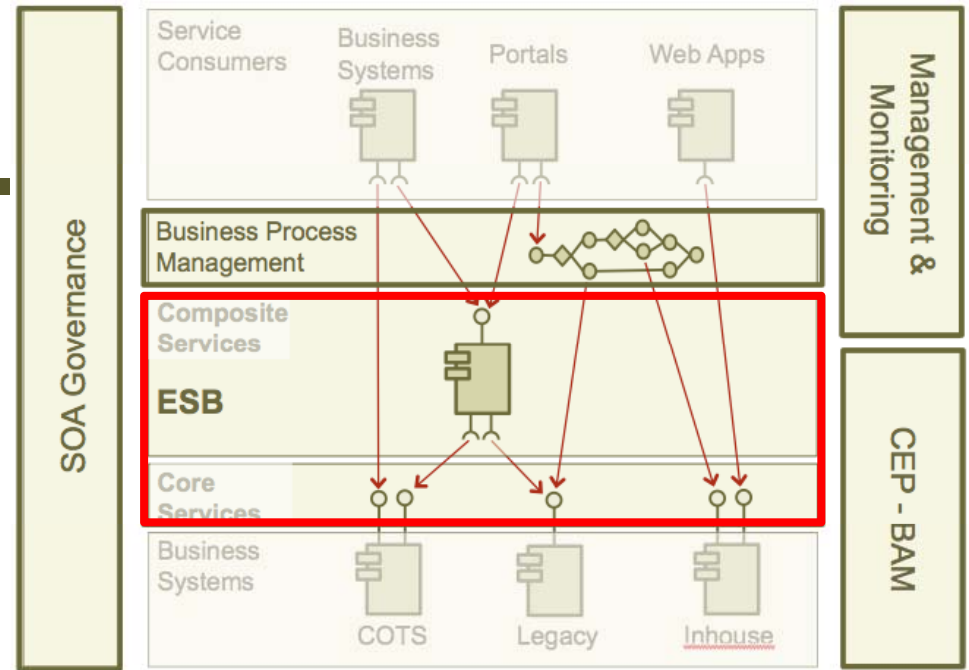 SOA Governance
Service
Consumers
Business
Systems
Portals
Web Apps
Business Process
Management
Composite
Services
ESB
Core
Services
Business
Systems
COTS
Legacy
Inhouse
Management &
Monitoring
CEP - BAM